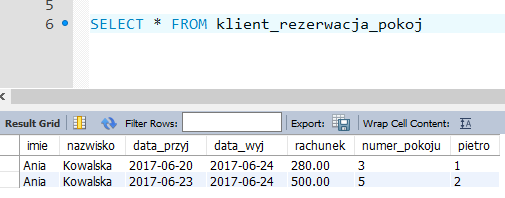 5
6 SELECT * FROM klient_rezerwacja_pokoj
Result Grid Filter Rows: Export: Wrap Cell Content:
imie nazwisko data_przyj data_wyj rachunek numer_pokoju pietro
Ania Kowalska 2017-06-20 2017-06-24 280.00 3 1
Ania Kowalska 2017-06-23 2017-06-24 500.00 5 2